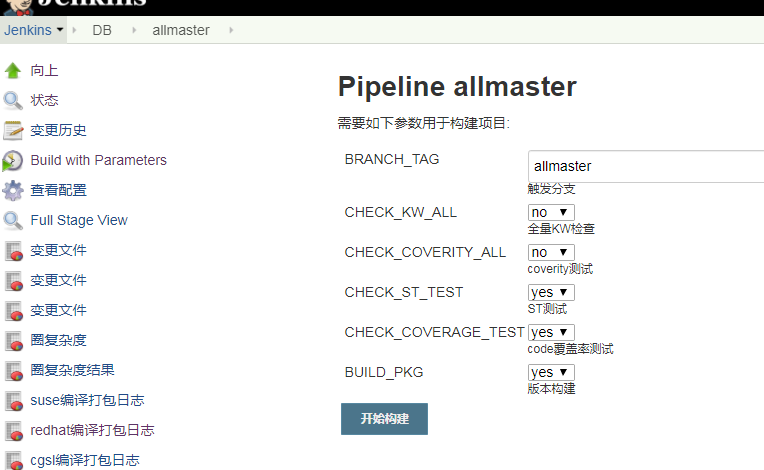 Jenkins
Jenkins DB allmaster
向上
状态
变更历史
Build with Parameters
查看配置
Full Stage View
变更文件
变更文件
变更文件
圈复杂度
圈复杂度结果
suse编译打包日志
redhat编译打包日志
cgsl编译打包日志
Pipeline allmaster
需要如下参数用于构建项目:
BRANCH_TAG allmaster
触发分支
CHECK_KW_ALL no
全量KW检查
CHECK_COVERITY_ALL no
coverity测试
CHECK_ST_TEST yes
ST测试
CHECK_COVERAGE_TEST yes
code覆盖率测试
BUILD_PKG yes
版本构建
开始构建